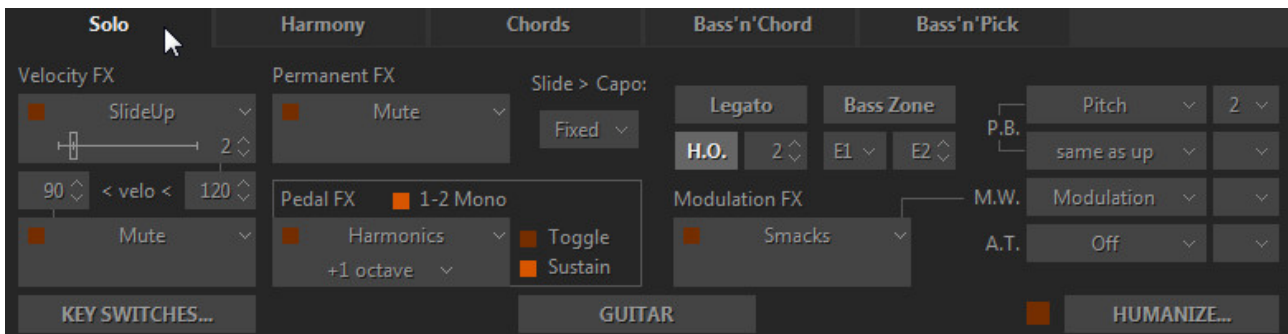 Solo Harmony Chords Bass'n'Chord Bass'n'Pick
Velocity FX Permanent FX Slide > Capo:
SlideUp Mute Legato Bass Zone P.B. Pitch 2
2 Fixed H.O. 2 E1 E2 same as up
90 < velo < 120 Pedal FX 1-2 Mono Modulation FX M.W. Modulation
Mute Harmonics Toggle Smacks A.T. Off
+1 octave Sustain
KEY SWITCHES... GUITAR HUMANIZE...